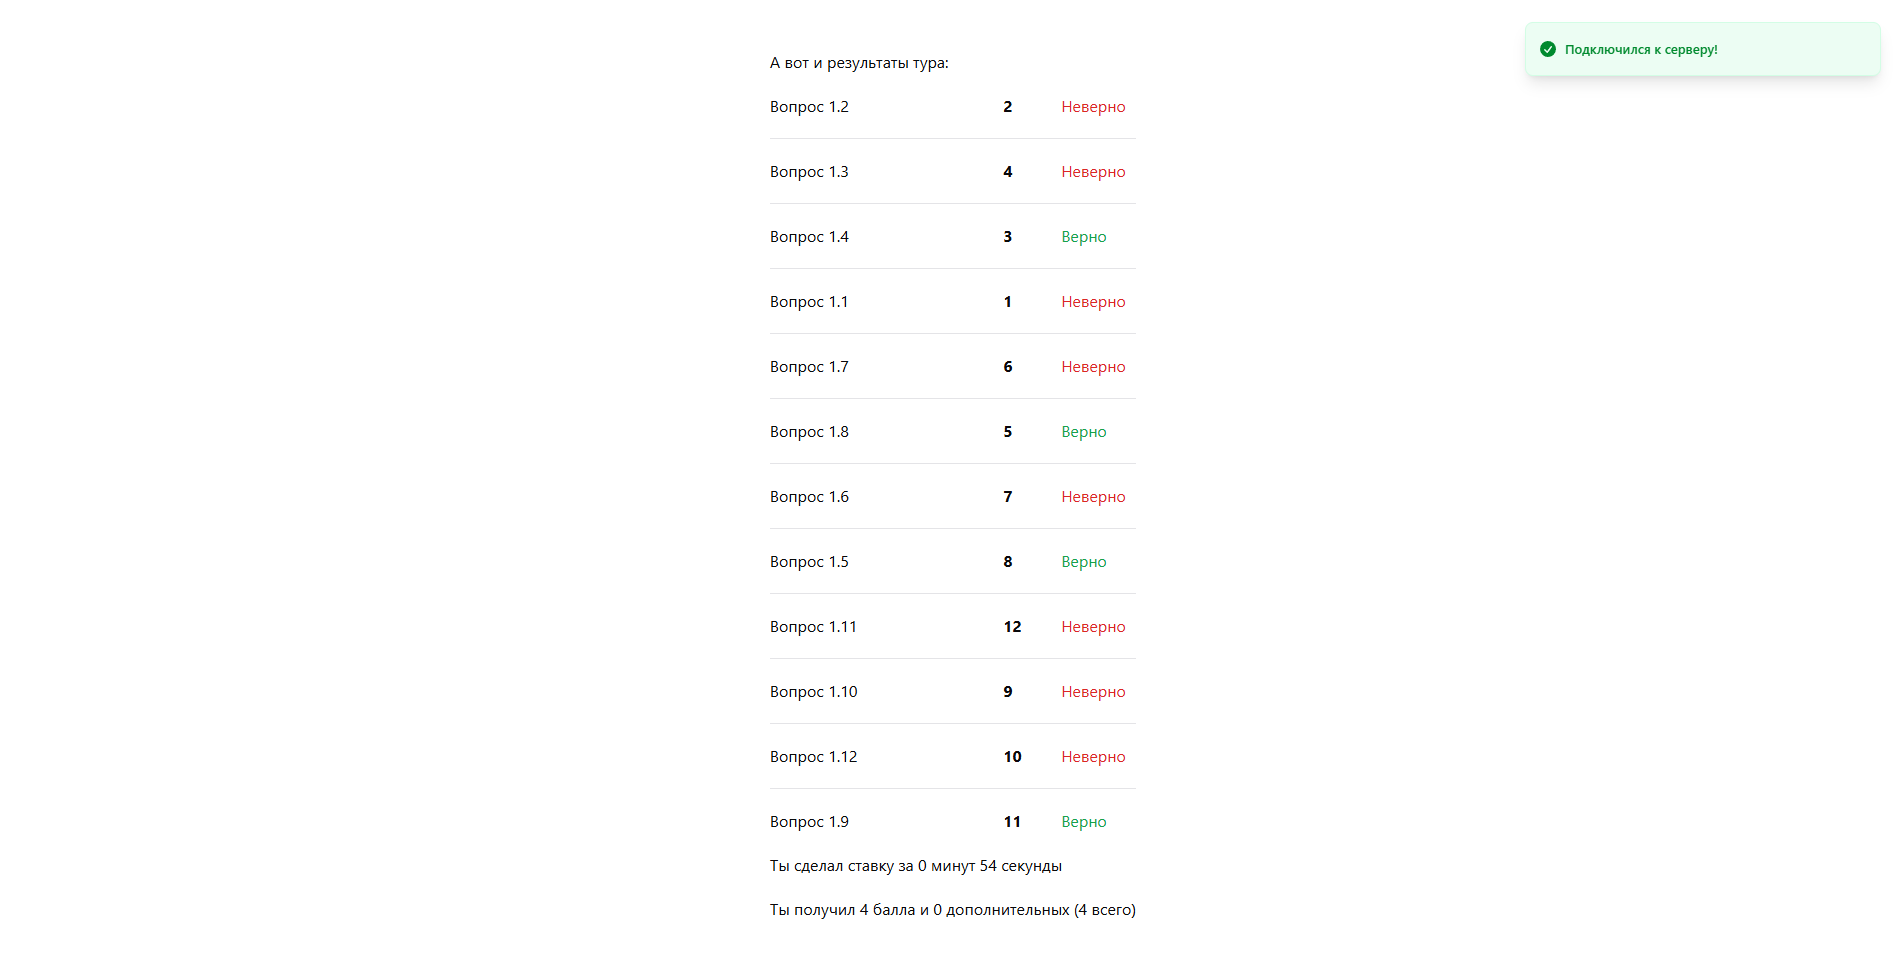 Подключился к серверу!
А вот и результаты тура:
Вопрос 1.2 2 Неверно
Вопрос 1.3 4 Неверно
Вопрос 1.4 3 Верно
Вопрос 1.1 1 Неверно
Вопрос 1.7 6 Неверно
Вопрос 1.8 5 Верно
Вопрос 1.6 7 Неверно
Вопрос 1.5 8 Верно
Вопрос 1.11 12 Неверно
Вопрос 1.10 9 Неверно
Вопрос 1.12 10 Неверно
Вопрос 1.9 11 Верно
Ты сделал ставку за 0 минут 54 секунды
Ты получил 4 балла и 0 дополнительных (4 всего)